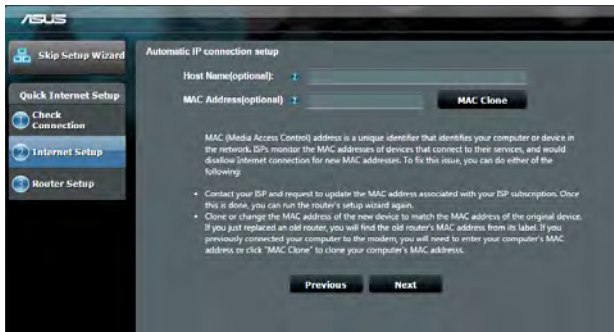 ASUS
Skip Setup Wizard
Quick Internet Setup
1 Check
Connection
2 Internet Setup
3 Router Setup
Automatic IP connection setup
Host Name(optional):
MAC Address(optional)
MAC Clone
MAC (Media Access Control) address is a unique identifier that identifies your computer or device in
the network. ISPs monitor the MAC addresses of devices that connect to their services, and would
disallow Internet connection for new MAC addresses. To fix this issue, you can do either of the
following:
• Contact your ISP and request to update the MAC address associated with your ISP subscription. Once
this is done, you can run the router's setup wizard again.
• Clone or change the MAC address of the new device to match the MAC address of the original device.
If you just replaced an old router, you will find the old router's MAC address from its label. If you
previously connected your computer to the modem, you will need to enter your computer's MAC
address or click "MAC Clone" to clone your computer's MAC addresss.
Previous
Next